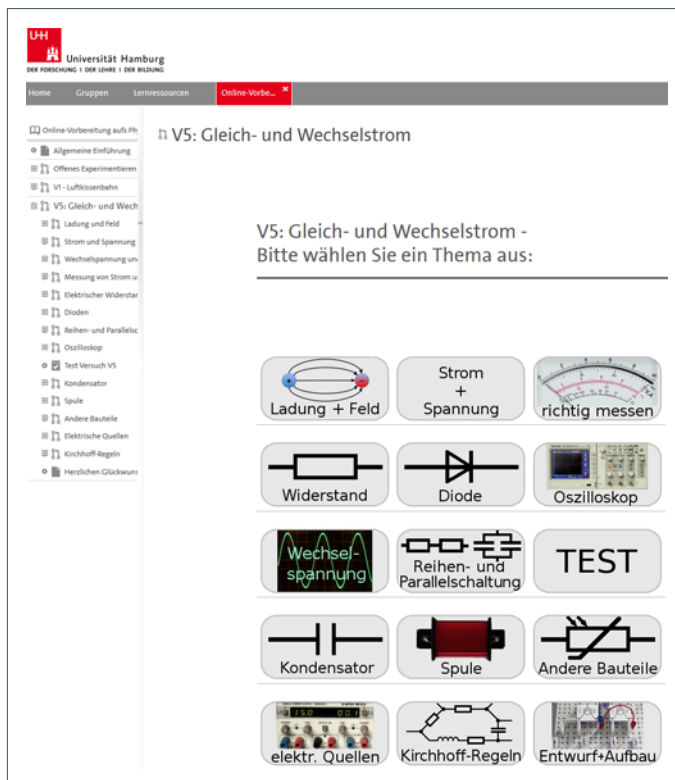 UHH
Universität Hamburg
DER FORSCHUNG I DER LEHRE I DER BILDUNG
Home Gruppen Lernressourcen Online-Vorbe... ×
Online-Vorbereitung aufs Ph
Allgemeine Einführung
Offenes Experimentieren
V1 - Luftkissenbahn
V5: Gleich- und Wech
Ladung und Feld
Strom und Spannung
Wechselspannung un
Messung von Strom u
Elektrischer Widerstan
Dioden
Reihen- und Parallelsc
Oszilloskop
Test Versuch V5
Kondensator
Spule
Andere Bauteile
Elektrische Quellen
Kirchhoff-Regeln
Herzlichen Glückwuns
V5: Gleich- und Wechselstrom
V5: Gleich- und Wechselstrom -
Bitte wählen Sie ein Thema aus:
Ladung + Feld
Strom
+
Spannung
richtig messen
Widerstand
Diode
Oszilloskop
Wechsel-
spannung
Reihen- und
Parallelschaltung
TEST
Kondensator
Spule
Andere Bauteile
15.0 00.1
elektr. Quellen
Kirchhoff-Regeln
Entwurf+Aufbau